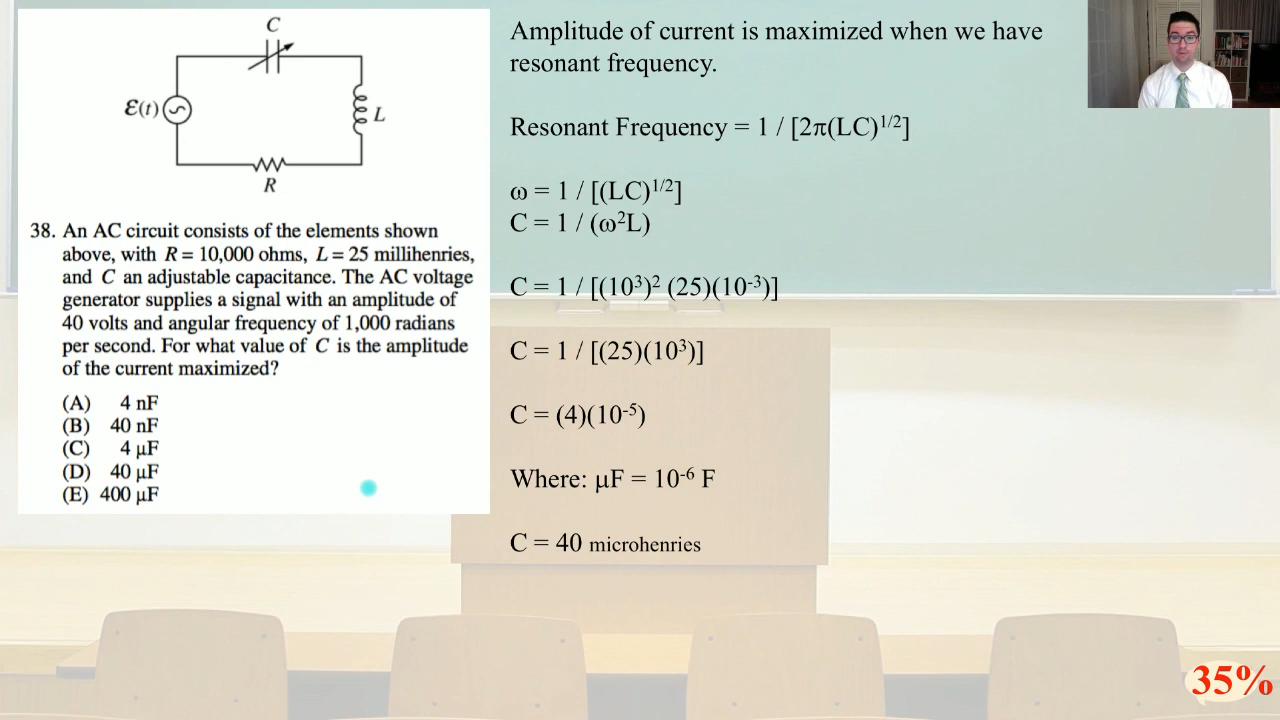 C
ℰ(t)
L
R
38. An AC circuit consists of the elements shown
above, with R = 10,000 ohms, L = 25 millihenries,
and C an adjustable capacitance. The AC voltage
generator supplies a signal with an amplitude of
40 volts and angular frequency of 1,000 radians
per second. For what value of C is the amplitude
of the current maximized?
(A) 4 nF
(B) 40 nF
(C) 4 μF
(D) 40 μF
(E) 400 μF
Amplitude of current is maximized when we have
resonant frequency.
Resonant Frequency = 1 / [2π(LC)^1/2]
ω = 1 / [(LC)^1/2]
C = 1 / (ω²L)
C = 1 / [(10³)² (25)(10⁻³)]
C = 1 / [(25)(10³)]
C = (4)(10⁻⁵)
Where: μF = 10⁻⁶ F
C = 40 microhenries
35%